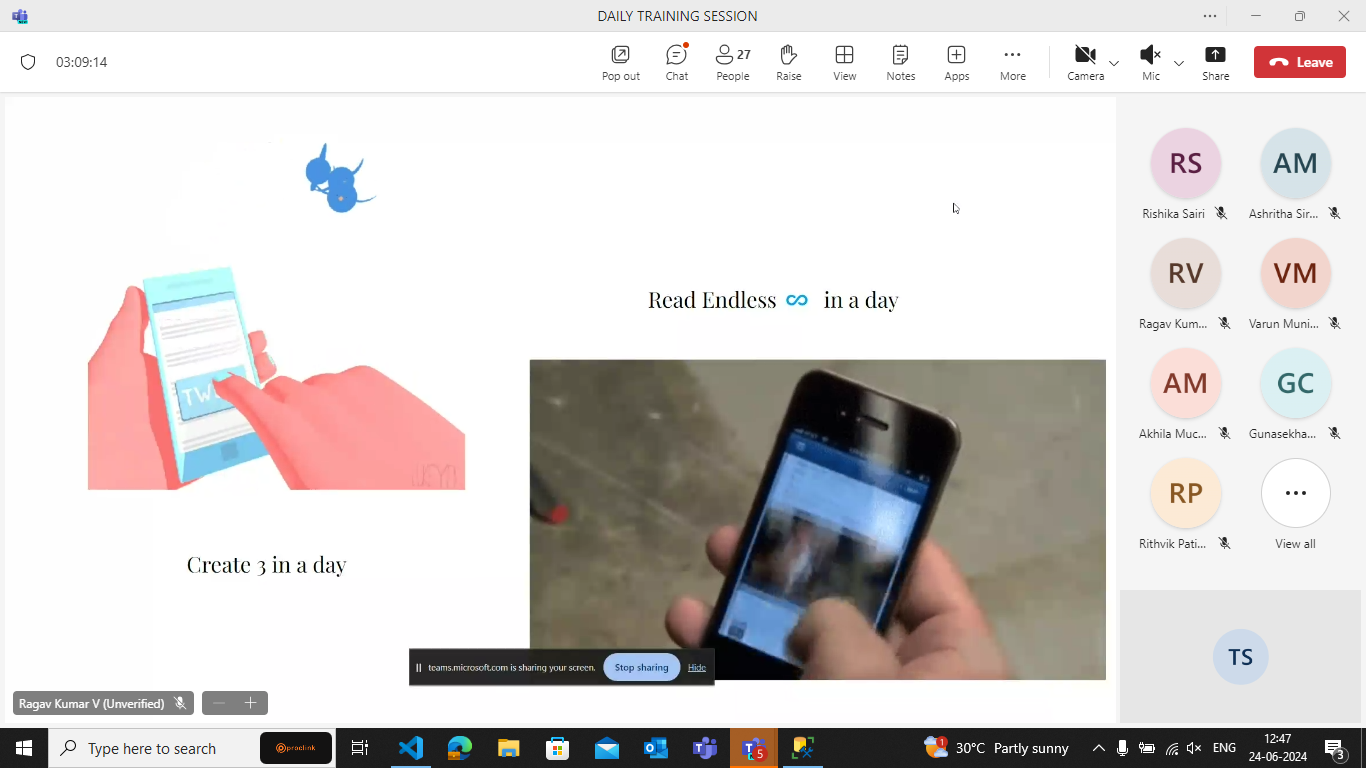 DAILY TRAINING SESSION
03:09:14
Pop out
Chat
27
People
Raise
View
Notes
Apps
More
Camera
Mic
Share
Leave
Read Endless ∞ in a day
TW
Create 3 in a day
teams.microsoft.com is sharing your screen.
Stop sharing
Hide
Ragav Kumar V (Unverified)
RS
Rishika Sairi
AM
Ashritha Sir...
RV
Ragav Kum...
VM
Varun Muni...
AM
Akhila Muc...
GC
Gunasekha...
RP
Rithvik Pati...
View all
TS
Type here to search
proclink
5
1
30°C Partly sunny
ENG
12:47
24-06-2024
3